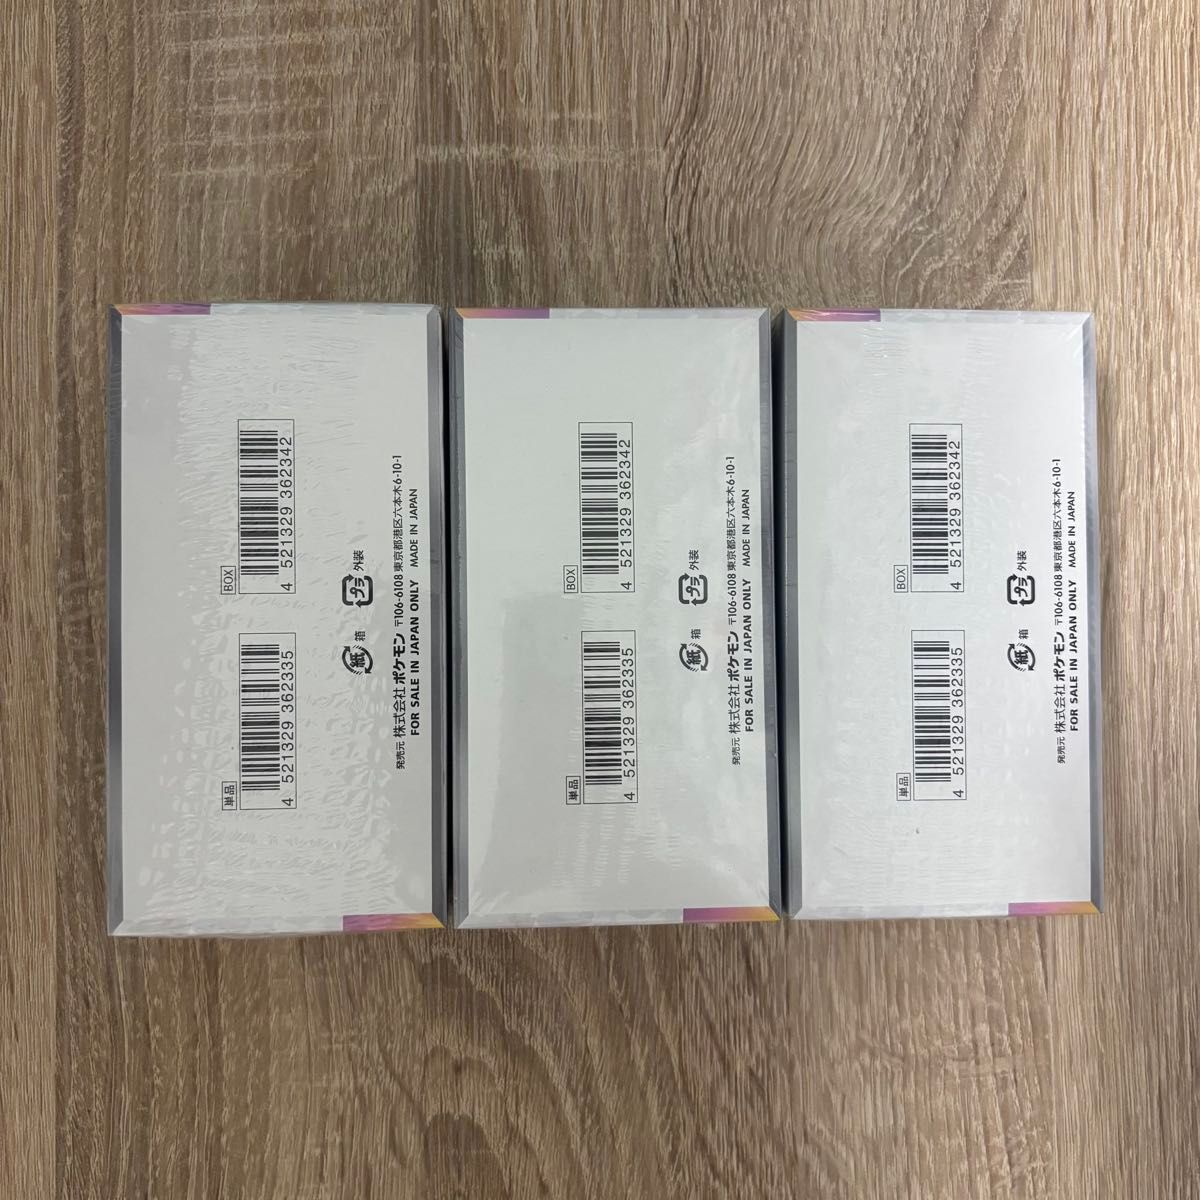 BOX
4 521329 362342
単品
4 521329 362335
紙 箱
プラ 外装
発売元 株式会社ポケモン 〒106-6108 東京都港区六本木6-10-1
FOR SALE IN JAPAN ONLY MADE IN JAPAN
BOX
4 521329 362342
単品
4 521329 362335
紙 箱
プラ 外装
発売元 株式会社ポケモン 〒106-6108 東京都港区六本木6-10-1
FOR SALE IN JAPAN ONLY MADE IN JAPAN
BOX
4 521329 362342
単品
4 521329 362335
紙 箱
プラ 外装
発売元 株式会社ポケモン 〒106-6108 東京都港区六本木6-10-1
FOR SALE IN JAPAN ONLY MADE IN JAPAN